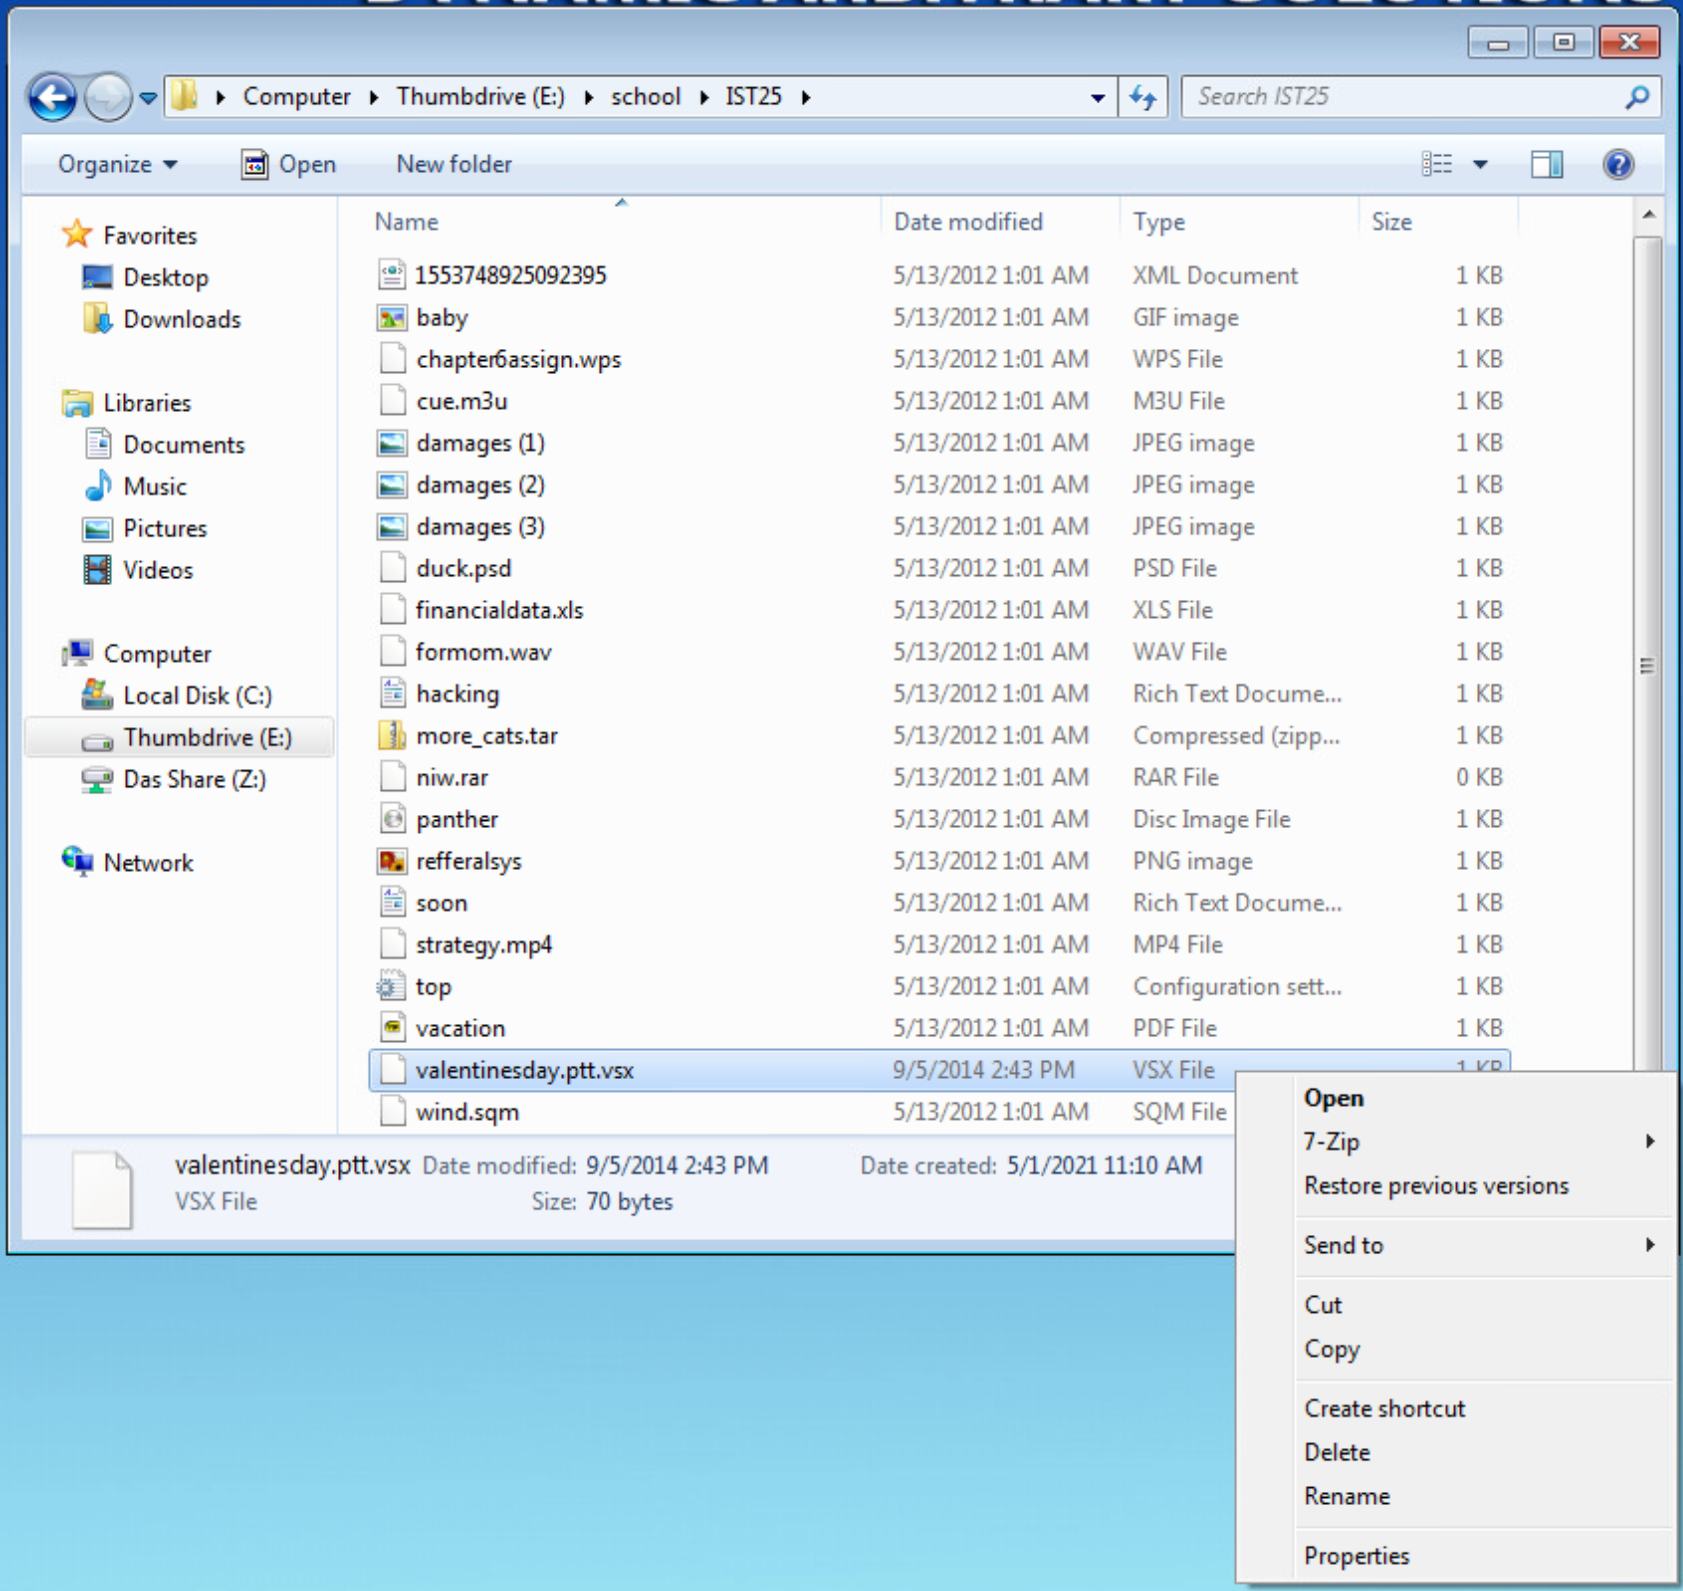 DYNAMIC ARBITRARY SOLUTIONS
Computer Thumbdrive (E:) school IST25
Search IST25
Organize Open New folder
Favorites
Desktop
Downloads
Libraries
Documents
Music
Pictures
Videos
Computer
Local Disk (C:)
Thumbdrive (E:)
Das Share (Z:)
Network
Name Date modified Type Size
1553748925092395 5/13/2012 1:01 AM XML Document 1 KB
baby 5/13/2012 1:01 AM GIF image 1 KB
chapter6assign.wps 5/13/2012 1:01 AM WPS File 1 KB
cue.m3u 5/13/2012 1:01 AM M3U File 1 KB
damages (1) 5/13/2012 1:01 AM JPEG image 1 KB
damages (2) 5/13/2012 1:01 AM JPEG image 1 KB
damages (3) 5/13/2012 1:01 AM JPEG image 1 KB
duck.psd 5/13/2012 1:01 AM PSD File 1 KB
financialdata.xls 5/13/2012 1:01 AM XLS File 1 KB
formom.wav 5/13/2012 1:01 AM WAV File 1 KB
hacking 5/13/2012 1:01 AM Rich Text Docume... 1 KB
more_cats.tar 5/13/2012 1:01 AM Compressed (zipp... 1 KB
niw.rar 5/13/2012 1:01 AM RAR File 0 KB
panther 5/13/2012 1:01 AM Disc Image File 1 KB
refferalsys 5/13/2012 1:01 AM PNG image 1 KB
soon 5/13/2012 1:01 AM Rich Text Docume... 1 KB
strategy.mp4 5/13/2012 1:01 AM MP4 File 1 KB
top 5/13/2012 1:01 AM Configuration sett... 1 KB
vacation 5/13/2012 1:01 AM PDF File 1 KB
valentinesday.ptt.vsx 9/5/2014 2:43 PM VSX File 1 KB
wind.sqm 5/13/2012 1:01 AM SQM File
valentinesday.ptt.vsx Date modified: 9/5/2014 2:43 PM Date created: 5/1/2021 11:10 AM
VSX File Size: 70 bytes
Open
7-Zip
Restore previous versions
Send to
Cut
Copy
Create shortcut
Delete
Rename
Properties